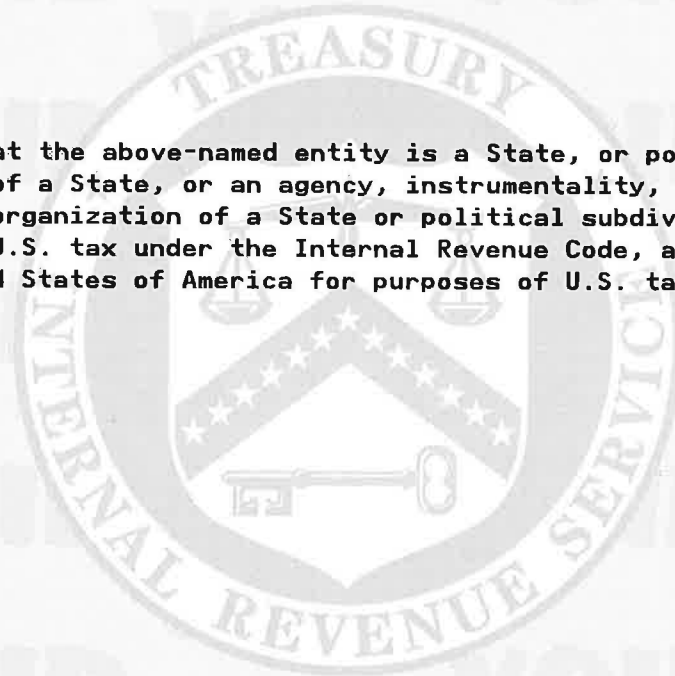 TREASURY
at the above-named entity is a State, or po
of a State, or an agency, instrumentality,
organization of a State or political subdiv
U.S. tax under the Internal Revenue Code, a
States of America for purposes of U.S. ta
INTERNAL REVENUE SERVICE